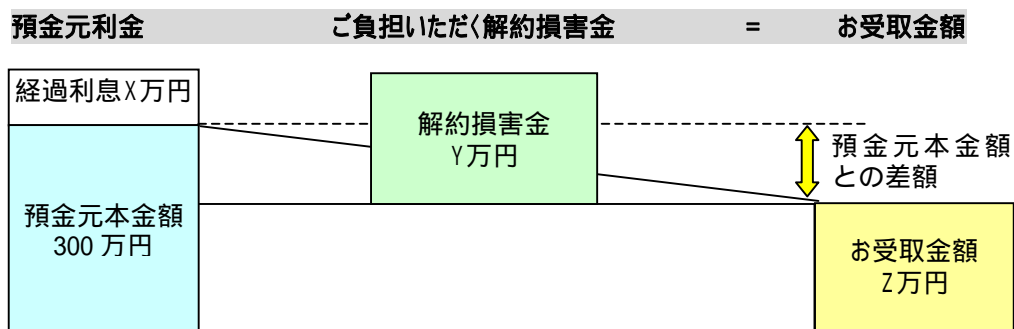 預金元利金 ご負担いただく解約損害金 = お受取金額
経過利息X万円
解約損害金
Y万円
預金元本金額
との差額
預金元本金額
300 万円
お受取金額
Z万円